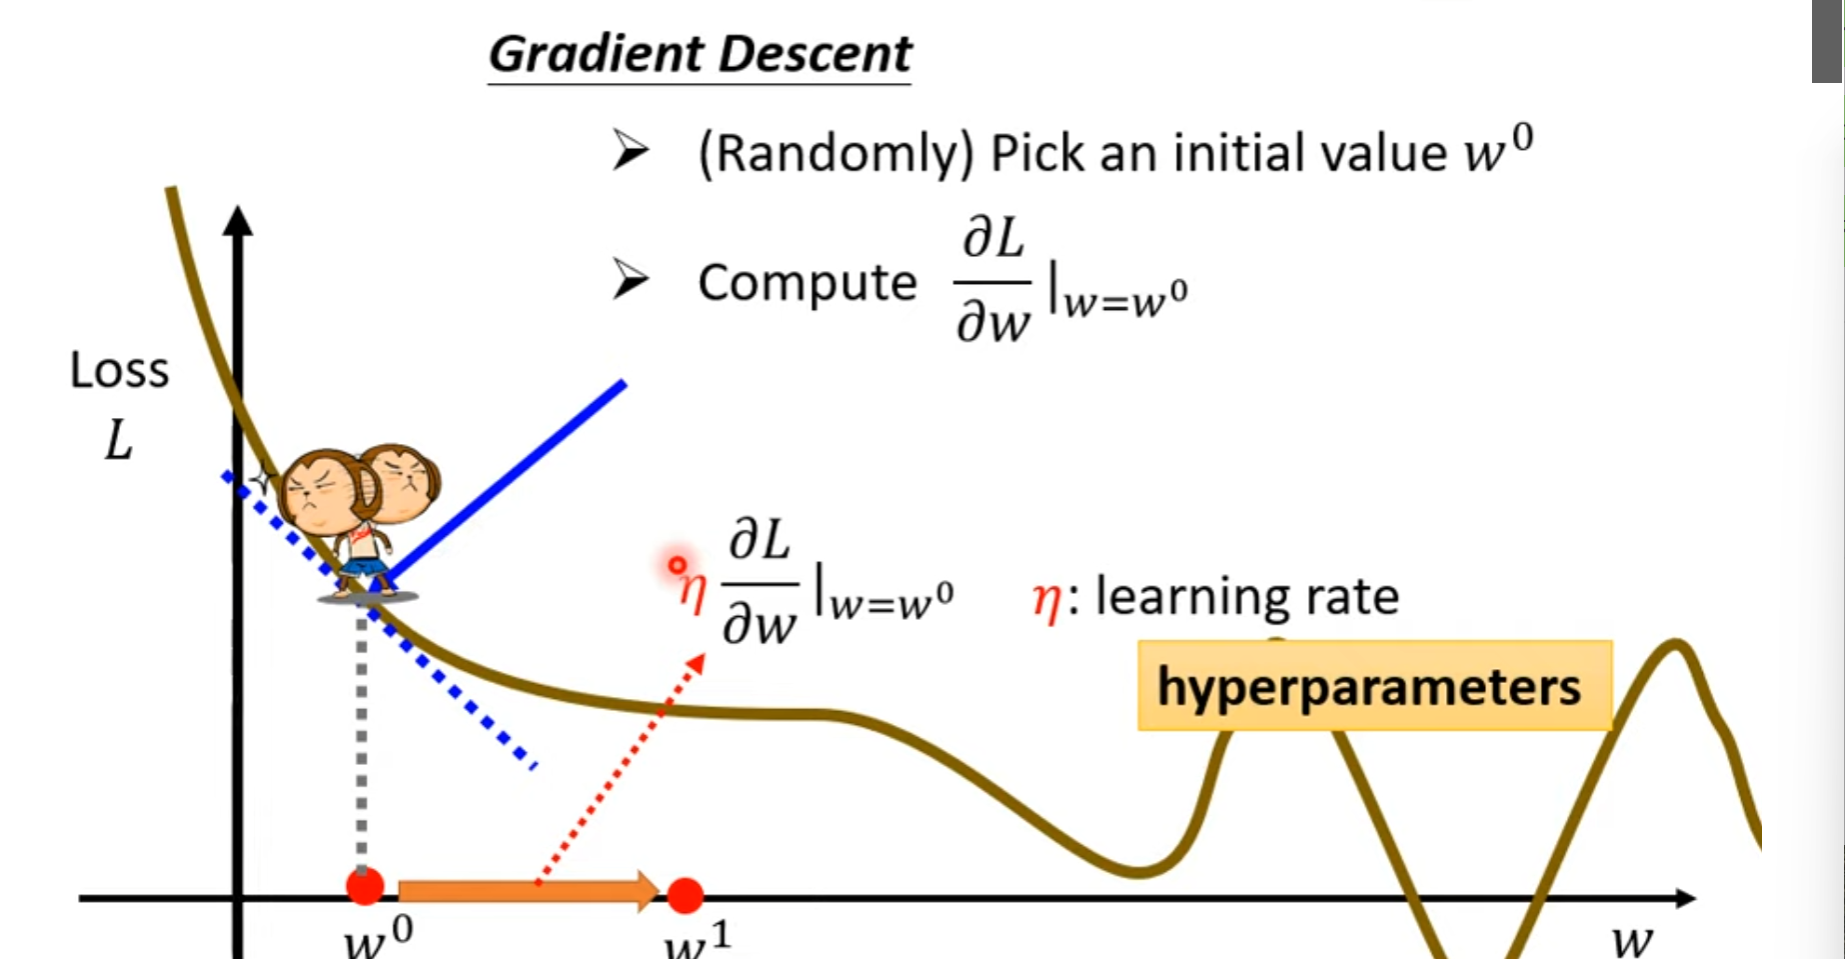 Gradient Descent
(Randomly) Pick an initial value w⁰
Compute ∂L/∂w |w=w⁰
Loss
L
η ∂L/∂w |w=w⁰
η: learning rate
hyperparameters
w⁰
w¹
w